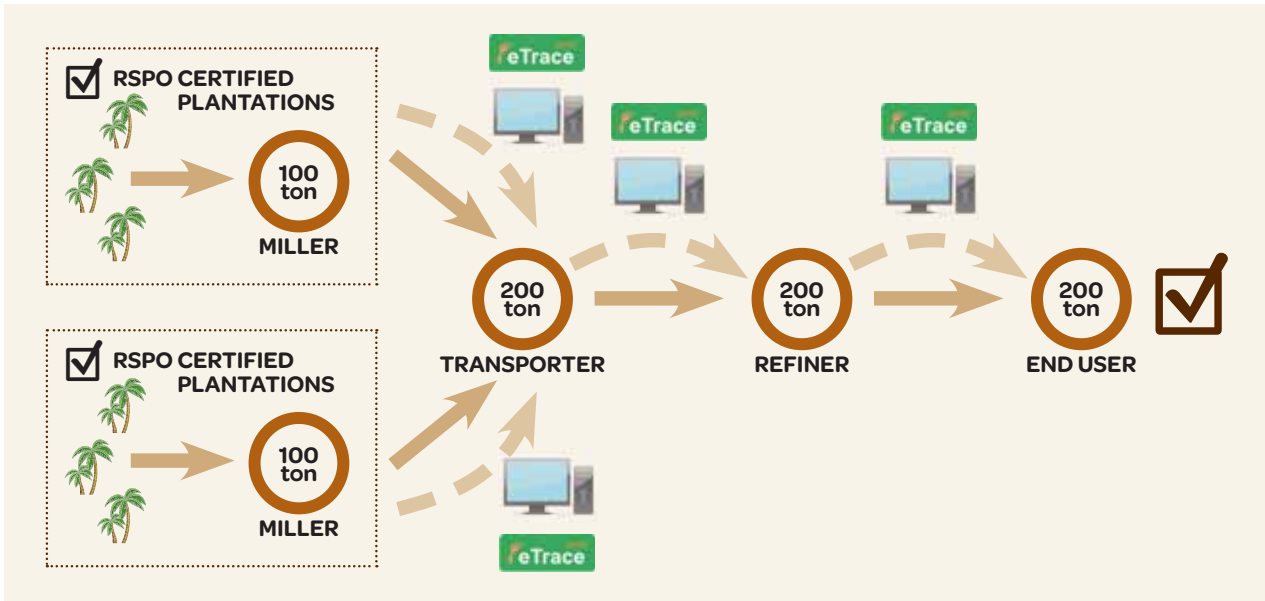 RSPO CERTIFIED
PLANTATIONS
100
ton
MILLER
eTrace
eTrace
eTrace
200
ton
TRANSPORTER
200
ton
REFINER
200
ton
END USER
RSPO CERTIFIED
PLANTATIONS
100
ton
MILLER
eTrace